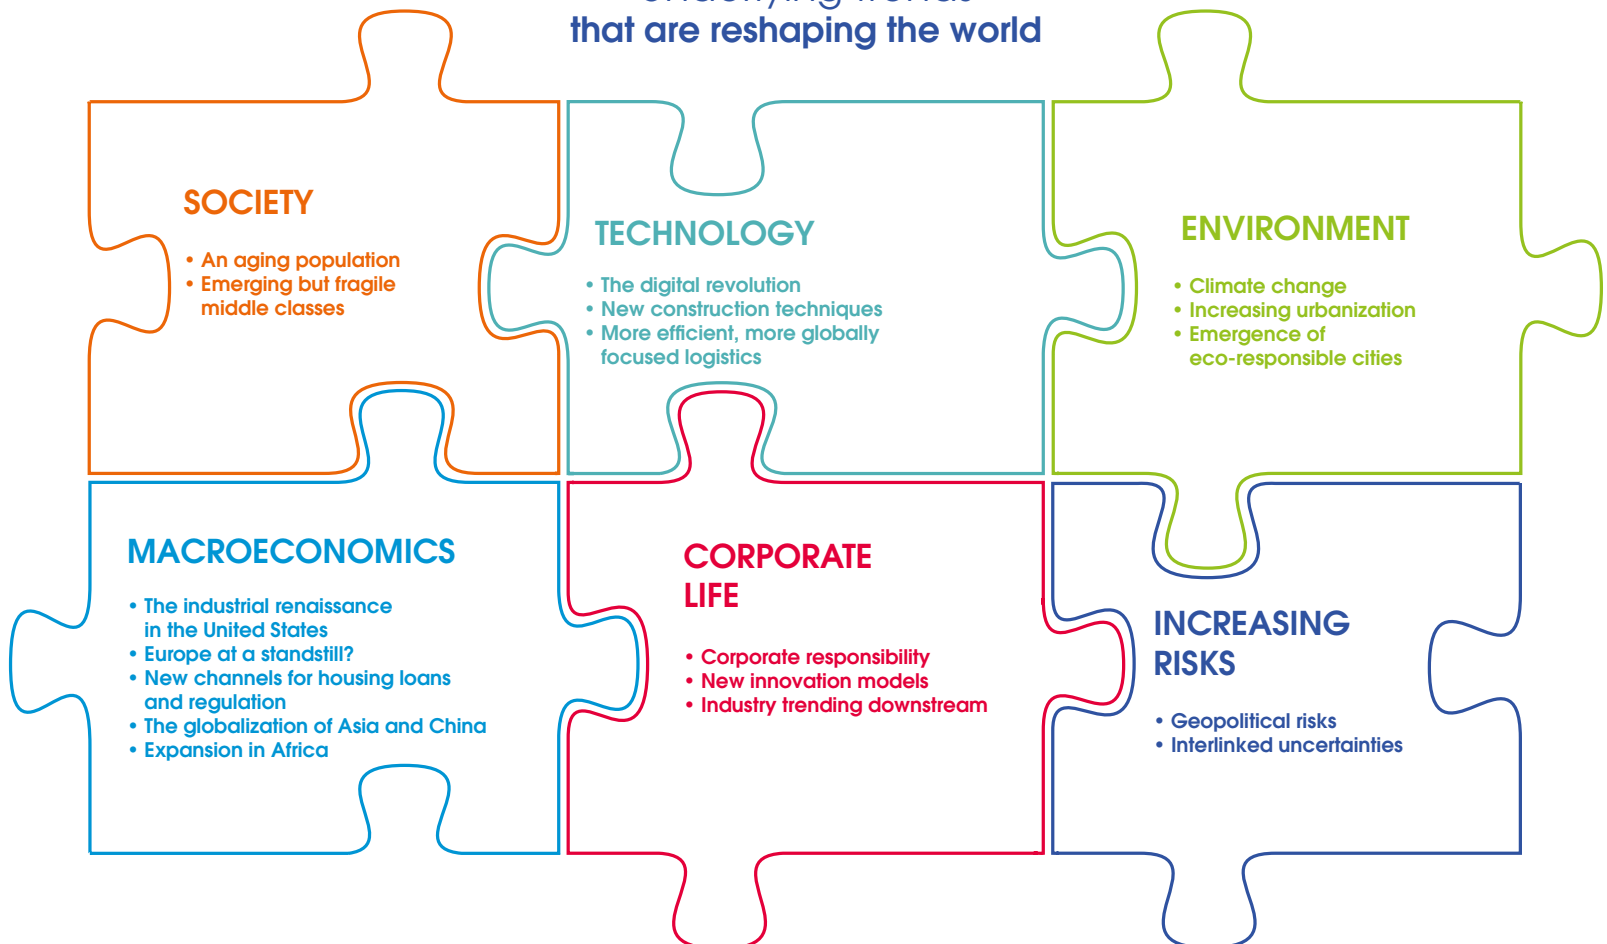 that are reshaping the world
SOCIETY
• An aging population
• Emerging but fragile
middle classes
TECHNOLOGY
• The digital revolution
• New construction techniques
• More efficient, more globally
focused logistics
ENVIRONMENT
• Climate change
• Increasing urbanization
• Emergence of
eco-responsible cities
MACROECONOMICS
• The industrial renaissance
in the United States
• Europe at a standstill?
• New channels for housing loans
and regulation
• The globalization of Asia and China
• Expansion in Africa
CORPORATE
LIFE
• Corporate responsibility
• New innovation models
• Industry trending downstream
INCREASING
RISKS
• Geopolitical risks
• Interlinked uncertainties